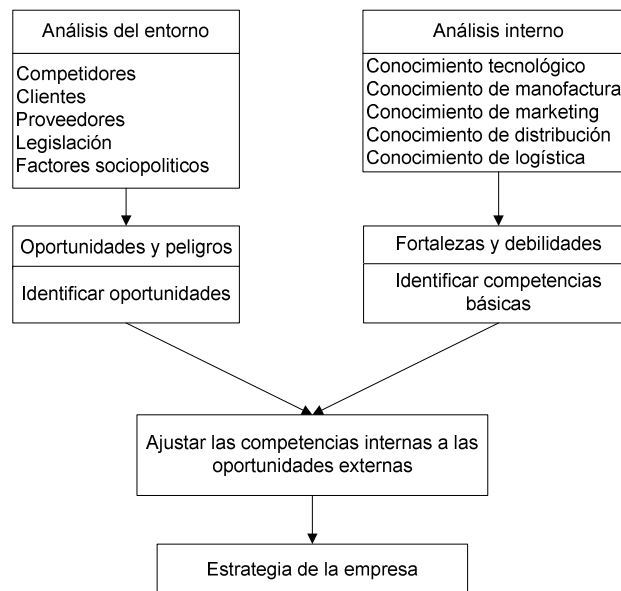 Análisis del entorno
Competidores
Clientes
Proveedores
Legislación
Factores sociopoliticos
Análisis interno
Conocimiento tecnológico
Conocimiento de manofactura
Conocimiento de marketing
Conocimiento de distribución
Conocimiento de logística
Oportunidades y peligros
Identificar oportunidades
Fortalezas y debilidades
Identificar competencias
básicas
Ajustar las competencias internas a las
oportunidades externas
Estrategia de la empresa